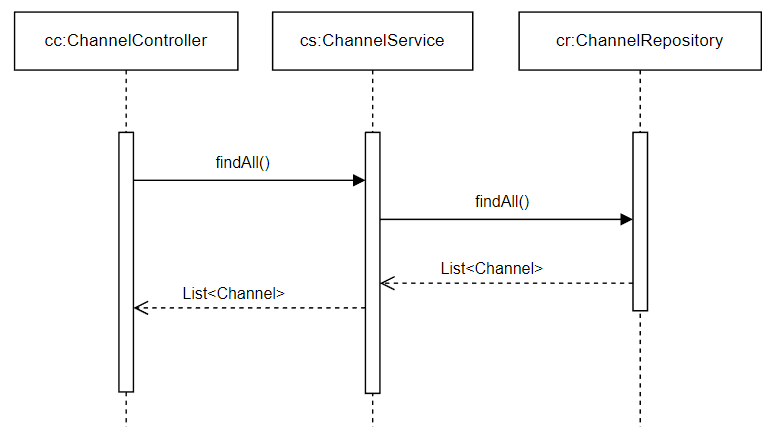 cc:ChannelController
cs:ChannelService
cr:ChannelRepository
findAll()
findAll()
List<Channel>
List<Channel>